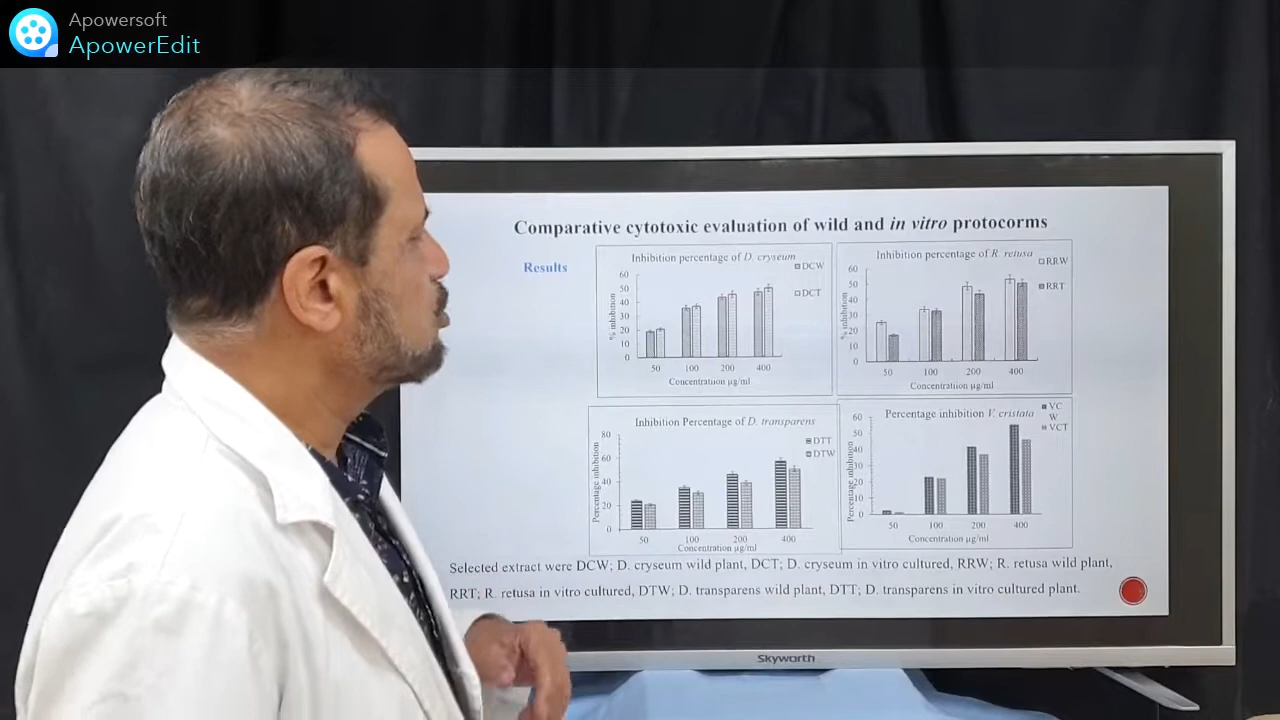 Apowersoft
ApowerEdit
Comparative cytotoxic evaluation of wild and in vitro protocorms
Results
Inhibition percentage of D. cryseum
DCW
DCT
% inhibition
60
50
40
30
20
10
0
50 100 200 400
Concentratiion µg/ml
Inhibition percentage of R. retusa
RRW
RRT
% inhibition
60
50
40
30
20
10
0
50 100 200 400
Concentratiion µg/ml
Inhibition Percentage of D. transparens
DTT
DTW
Percentage inhibition
80
60
40
20
0
50 100 200 400
Concentratiion µg/ml
Percentage inhibition V. cristata
VC
W
VCT
Percentage inhibition
60
50
40
30
20
10
0
50 100 200 400
Concentratiion µg/ml
Selected extract were DCW; D. cryseum wild plant, DCT; D. cryseum in vitro cultured, RRW; R. retusa wild plant,
RRT; R. retusa in vitro cultured, DTW; D. transparens wild plant, DTT; D. transparens in vitro cultured plant.
Skyworth